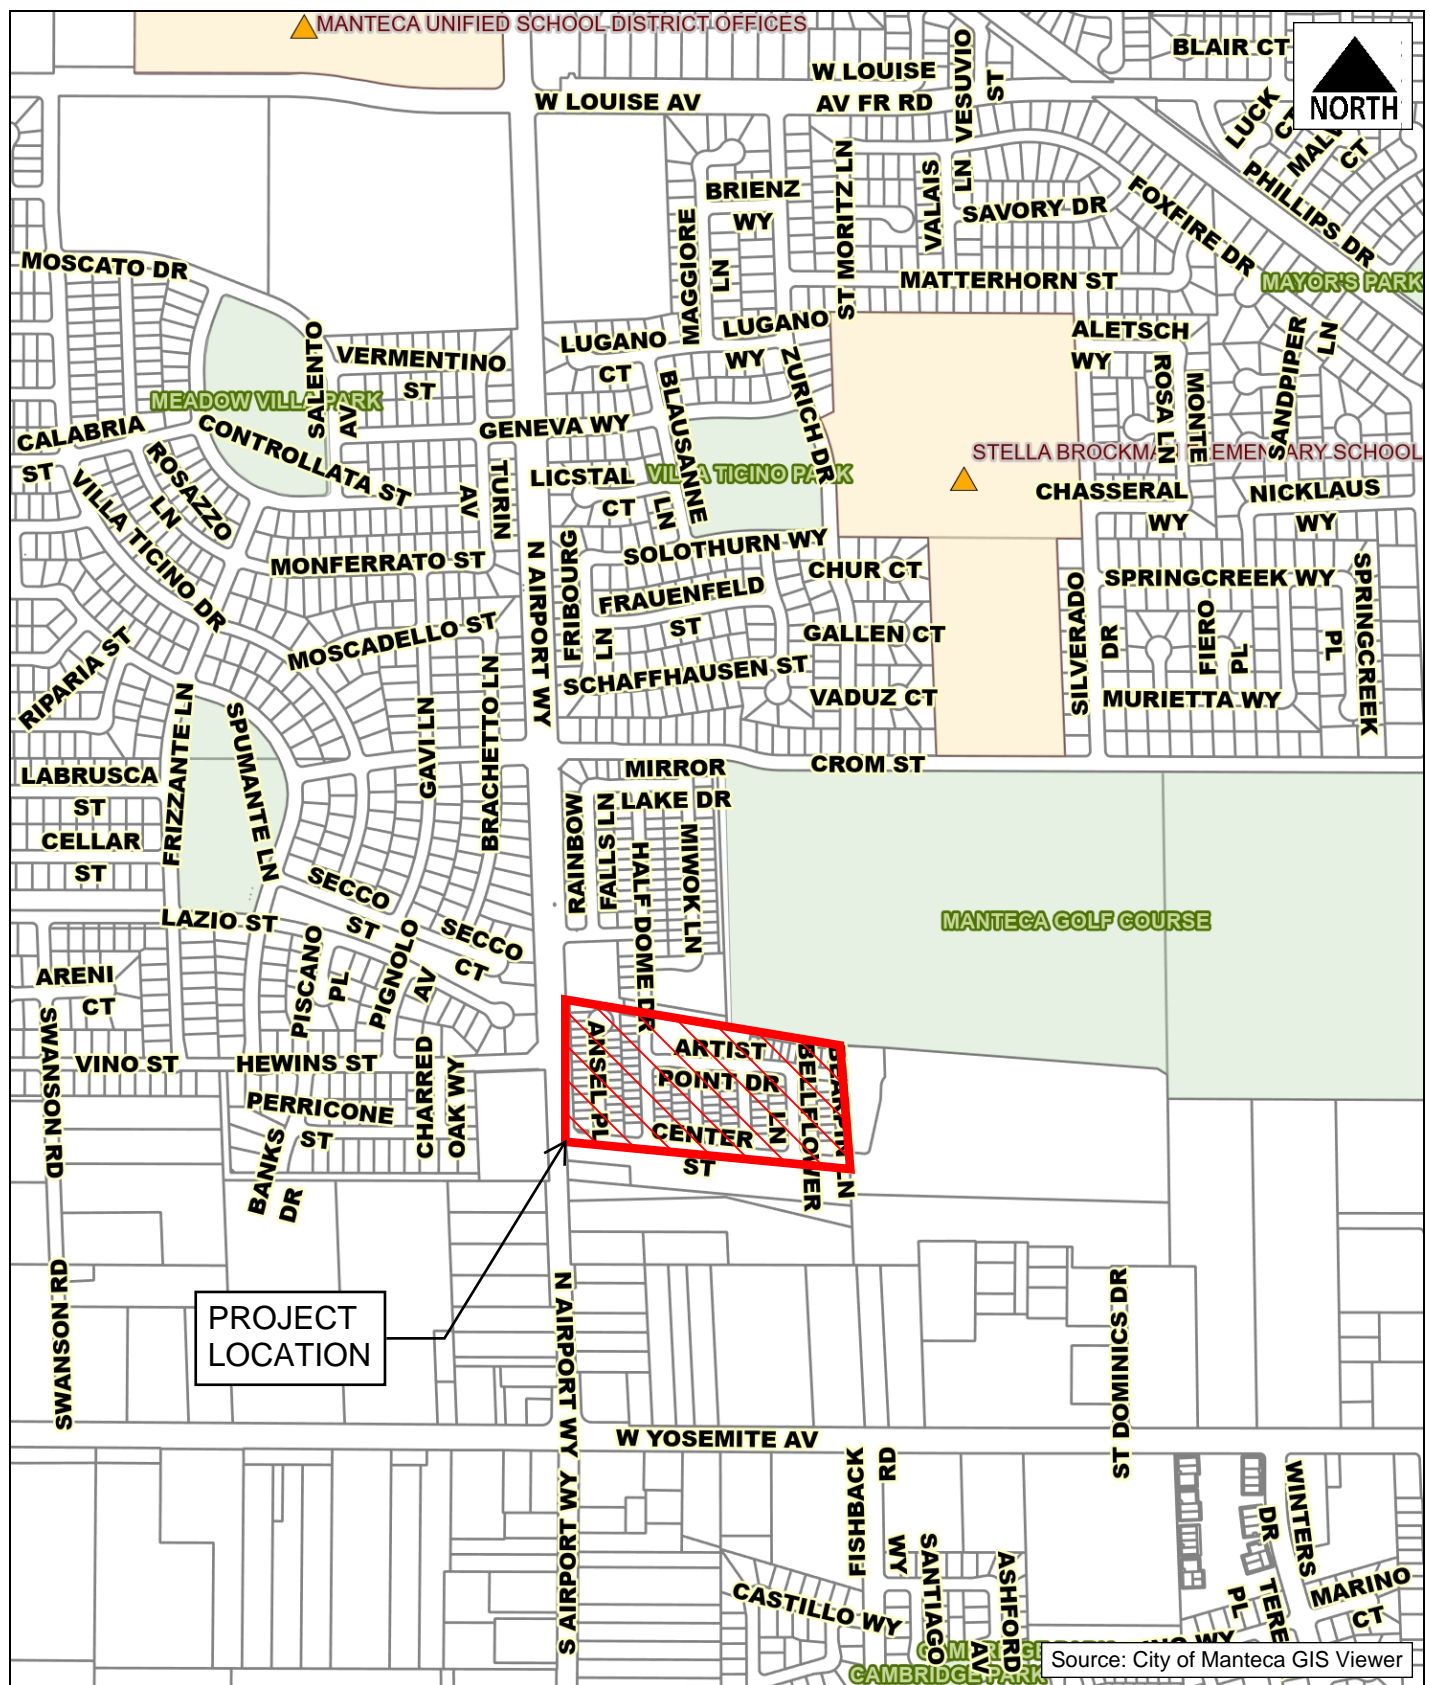 MANTECA UNIFIED SCHOOL DISTRICT OFFICES
BLAIR CT
NORTH
W LOUISE AV
W LOUISE
AV FR RD
VESUVIO
ST
LUCK
CT
PHILLIPS DR
BRIENZ
WY
ST MORITZ LN
VALAIS
LN
SAVORY DR
FOXFIRE DR
MAGGIORE
LN
MATTERHORN ST
MAYOR'S PARK
MOSCATO DR
SALENTO
AV
VERMENTINO
ST
LUGANO
CT
LUGANO
WY
ZURICH DR
ALETSCH
WY
ROSA LN
MONTE
SANDPIPER
LN
MEADOW VILLA PARK
CALABRIA
ST
CONTROLLATA ST
GENEVA WY
BLAUSANNE
LN
ROSAZZO
LN
VILLA TICINO DR
TURIN
AV
LICSTAL
CT
VILLA TICINO PARK
STELLA BROCKMAN ELEMENTARY SCHOOL
CHASSERAL
WY
NICKLAUS
WY
MONFERRATO ST
N AIRPORT WY
FRIBOURG
LN
SOLOTHURN WY
CHUR CT
FRAUENFELD
ST
SPRINGCREEK WY
SPRINGCREEK
PL
SILVERADO
DR
FIERO
PL
GALLEN CT
RIPARIA ST
MOSCADELLO ST
SCHAFFHAUSEN ST
VADUZ CT
MURIETTA WY
FRIZZANTE LN
SPUMANTE LN
GAVI LN
BRACHETTO LN
LABRUSCA
ST
CELLAR
ST
MIRROR
LAKE DR
CROM ST
RAINBOW
FALLS LN
HALF DOME DR
MIWOK LN
SECCO
ST
SECCO
CT
LAZIO ST
MANTECA GOLF COURSE
ARENI
CT
PISCANO
PL
PIGNOLO
AV
SWANSON RD
VINO ST
HEWINS ST
PERRICONE
ST
CHARRED
OAK WY
BANKS
DR
ANSEL PL
ARTIST
POINT DR
CENTER
ST
BELLFLOWER
LN
SWANSON RD
PROJECT
LOCATION
N AIRPORT WY
ST DOMINICS DR
W YOSEMITE AV
S AIRPORT WY
FISHBACK
RD
CASTILLO WY
SANTIAGO
WY
ASHFORD
AV
WINTERS
DR
MARINO
CT
PL
CAMBRIDGE PARK
Source: City of Manteca GIS Viewer